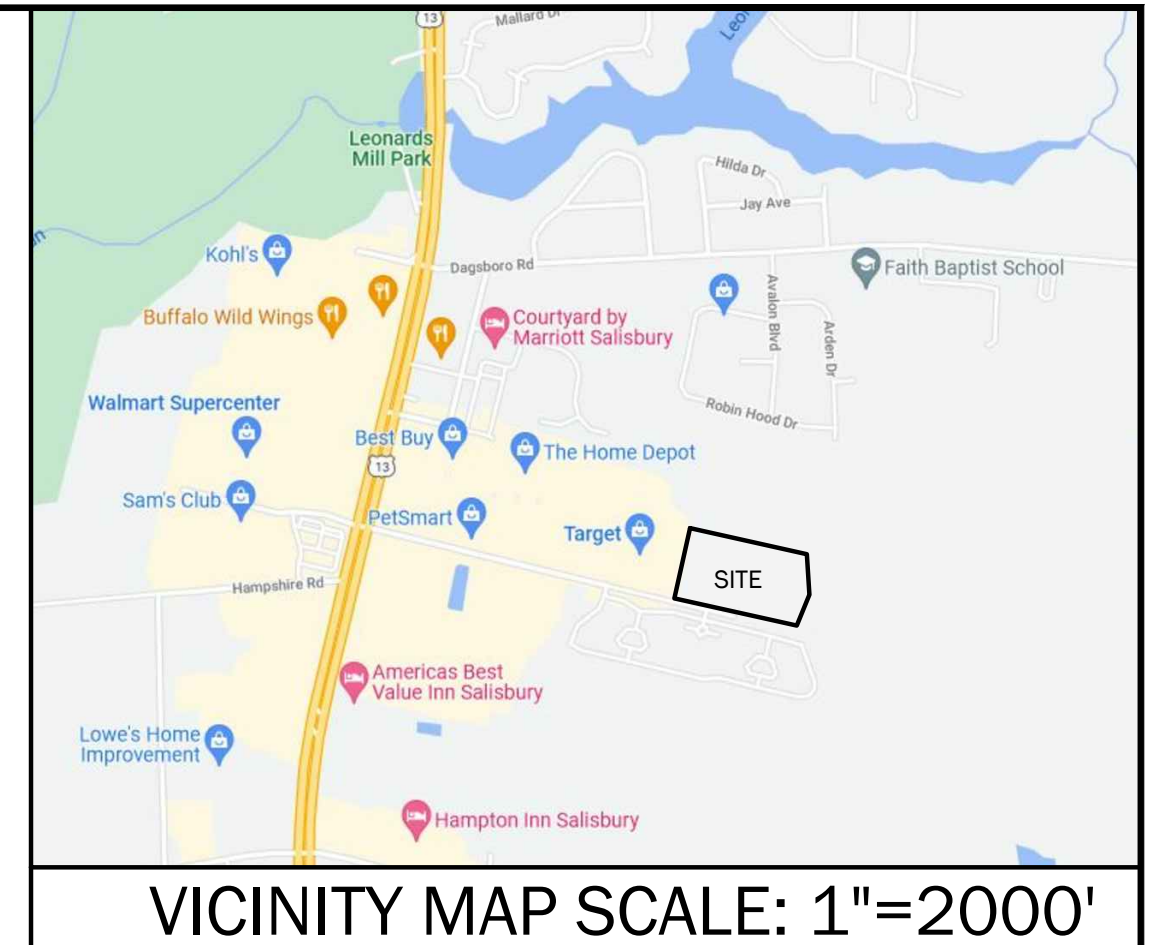 13
Mallard Dr
Leonards
Mill Park
Hilda Dr
Jay Ave
Kohl's
Dagsboro Rd
Faith Baptist School
Buffalo Wild Wings
Courtyard by
Marriott Salisbury
Avalon Blvd
Arden Dr
Walmart Supercenter
Robin Hood Dr
Best Buy
The Home Depot
13
Sam's Club
PetSmart
Target
SITE
Hampshire Rd
Americas Best
Value Inn Salisbury
Lowe's Home
Improvement
Hampton Inn Salisbury
VICINITY MAP SCALE: 1"=2000'